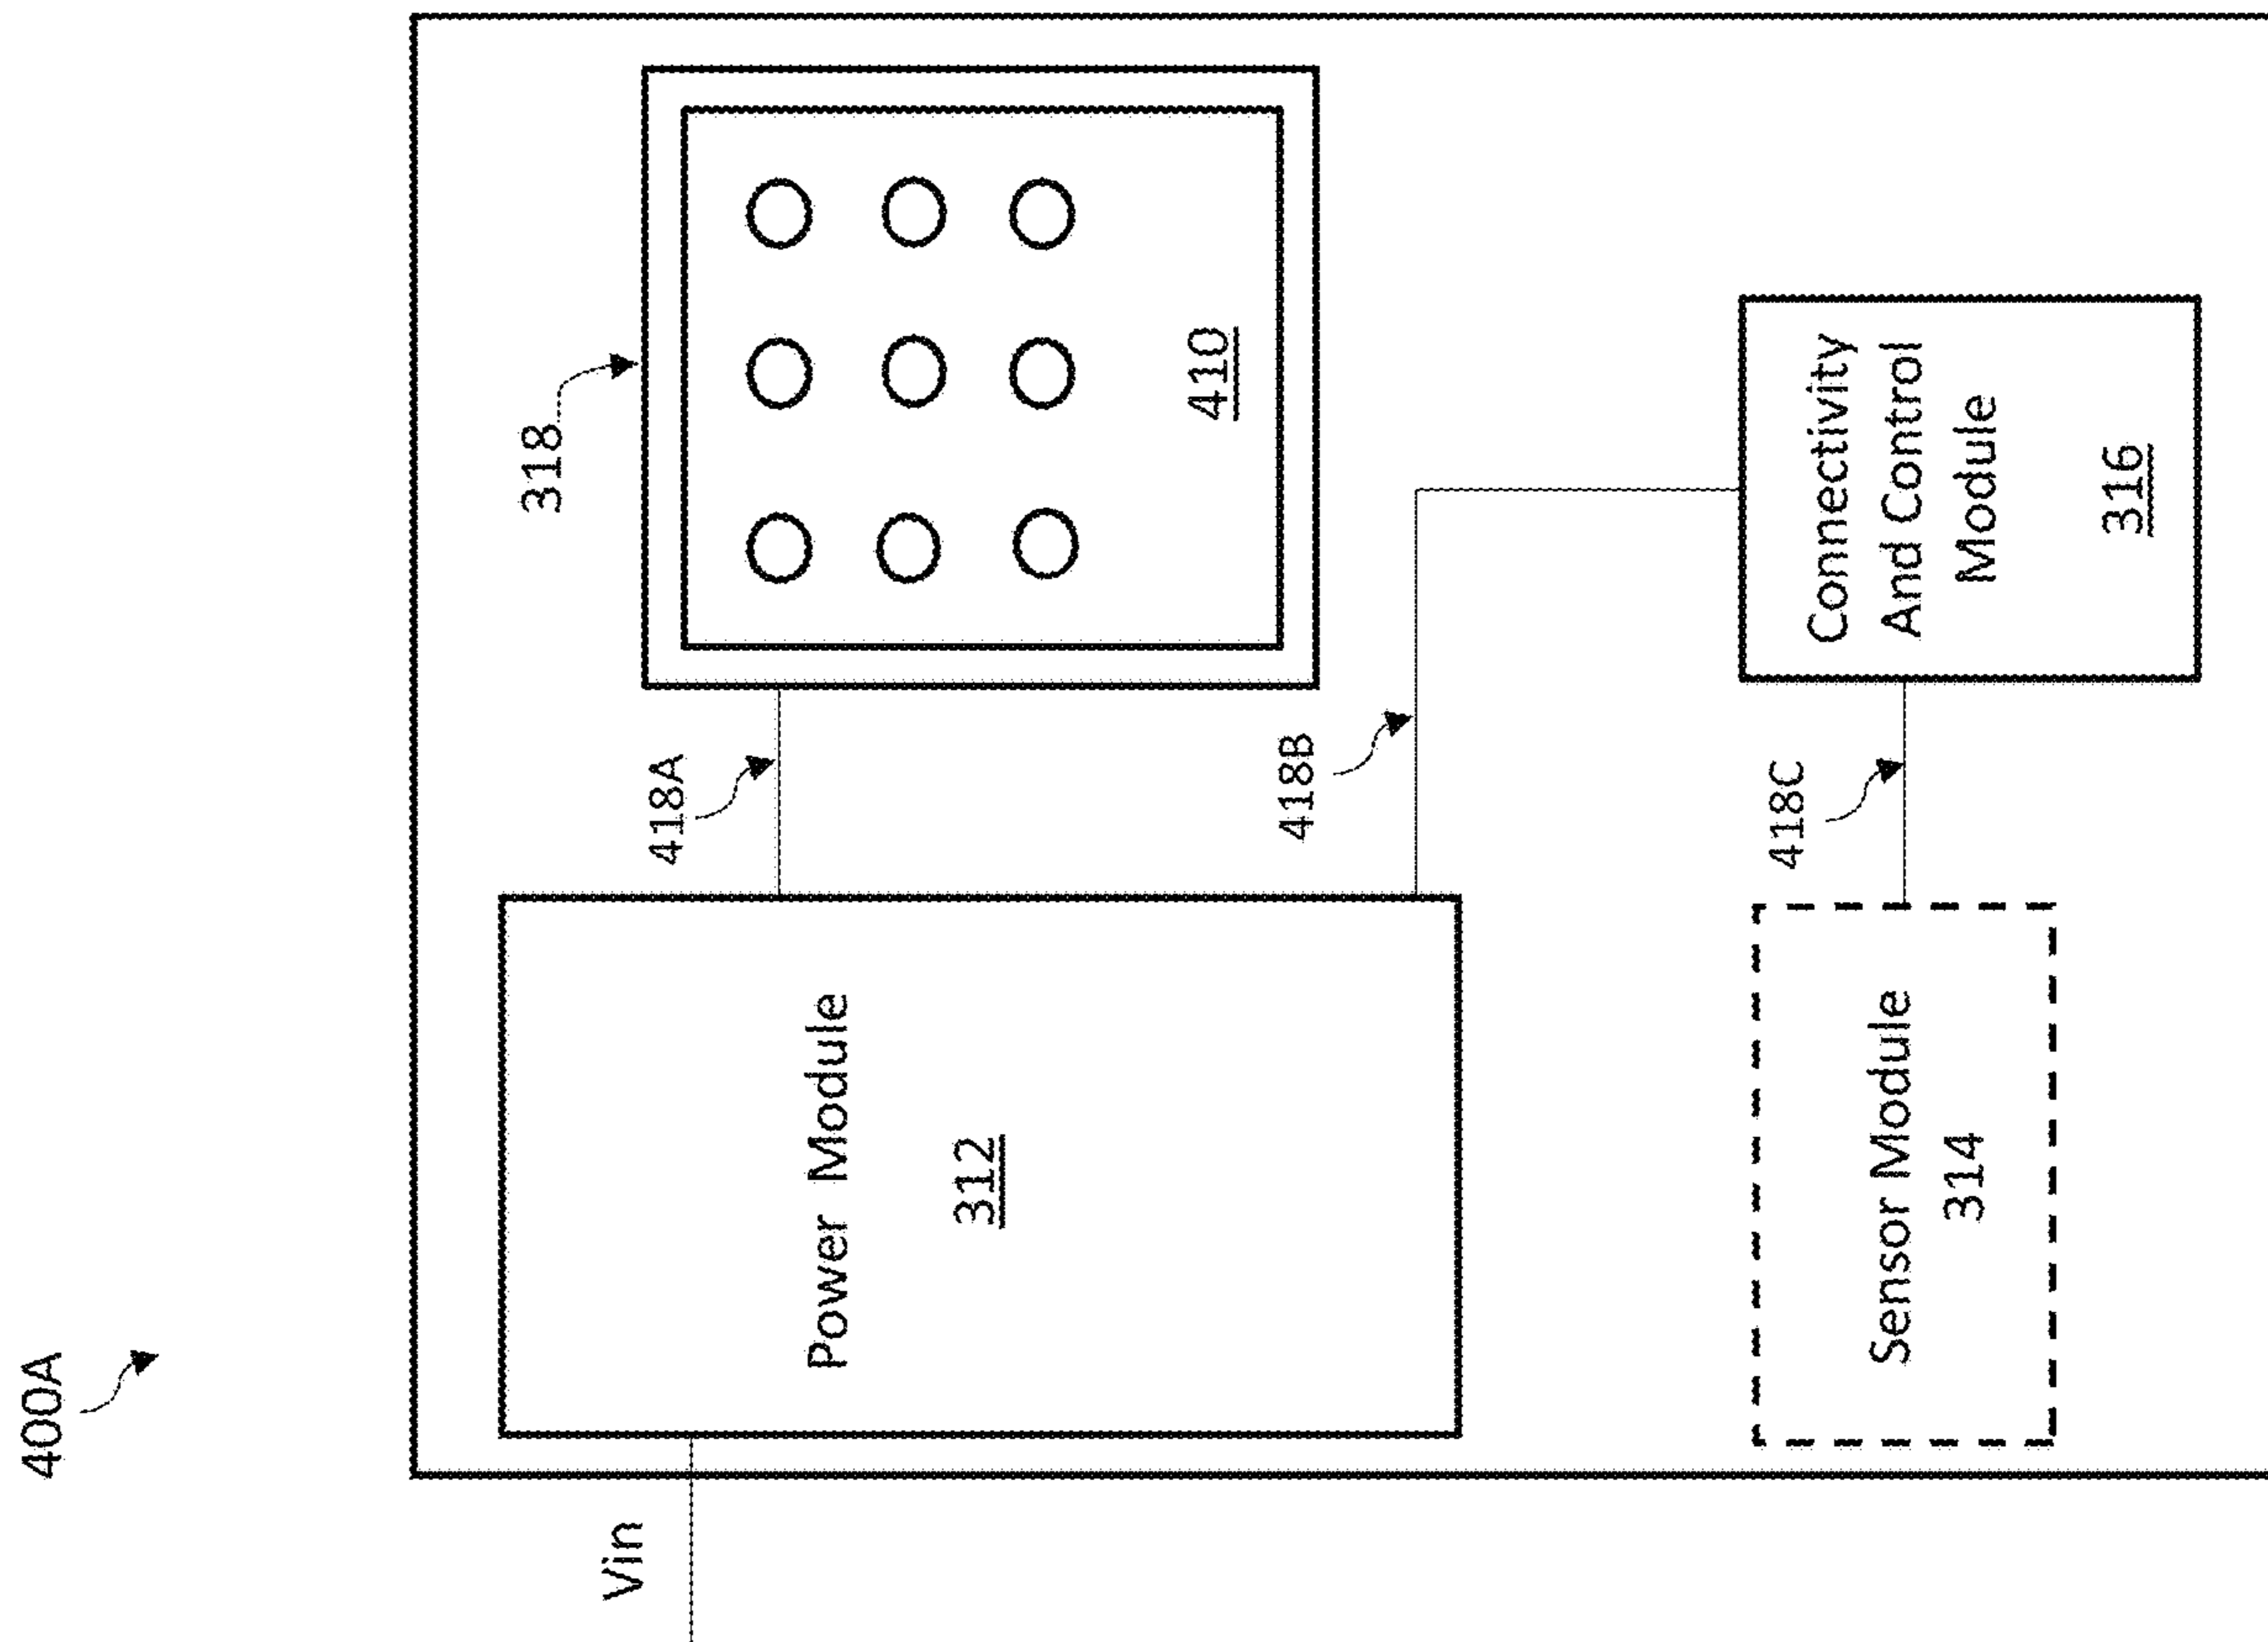 400A
Vin
318
418A
410
Power Module
312
418B
418C
Connectivity
And Control
Module
316
Sensor Module
314